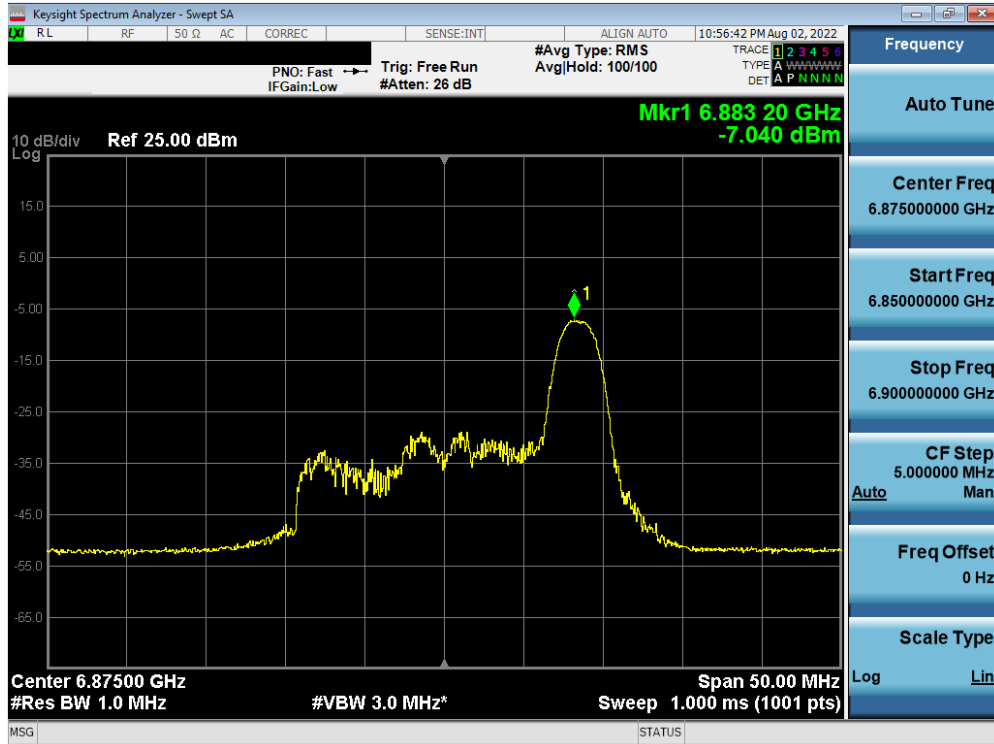 Keysight Spectrum Analyzer - Swept SA
LXI RL RF 50 Ω AC CORREC SENSE:INT ALIGN AUTO 10:56:42 PM Aug 02, 2022
PNO: Fast
IFGain:Low
Trig: Free Run
#Atten: 26 dB
#Avg Type: RMS
Avg|Hold: 100/100
TRACE 1 2 3 4 5 6
TYPE A WWWWW
DET A P N N N N
Mkr1 6.883 20 GHz
-7.040 dBm
10 dB/div Ref 25.00 dBm
Log
15.0
5.00
-5.00
-15.0
-25.0
-35.0
-45.0
-55.0
-65.0
1
Center 6.87500 GHz
Span 50.00 MHz
#Res BW 1.0 MHz
#VBW 3.0 MHz*
Sweep 1.000 ms (1001 pts)
MSG
STATUS
Frequency
Auto Tune
Center Freq
6.875000000 GHz
Start Freq
6.850000000 GHz
Stop Freq
6.900000000 GHz
CF Step
5.000000 MHz
Auto Man
Freq Offset
0 Hz
Scale Type
Log Lin